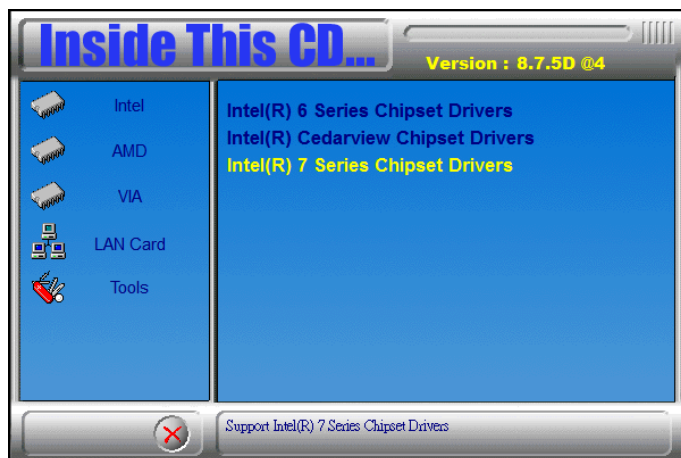 Inside This CD...
Version : 8.7.5D @4
Intel
AMD
VIA
LAN Card
Tools
Intel(R) 6 Series Chipset Drivers
Intel(R) Cedarview Chipset Drivers
Intel(R) 7 Series Chipset Drivers
Support Intel(R) 7 Series Chipset Drivers